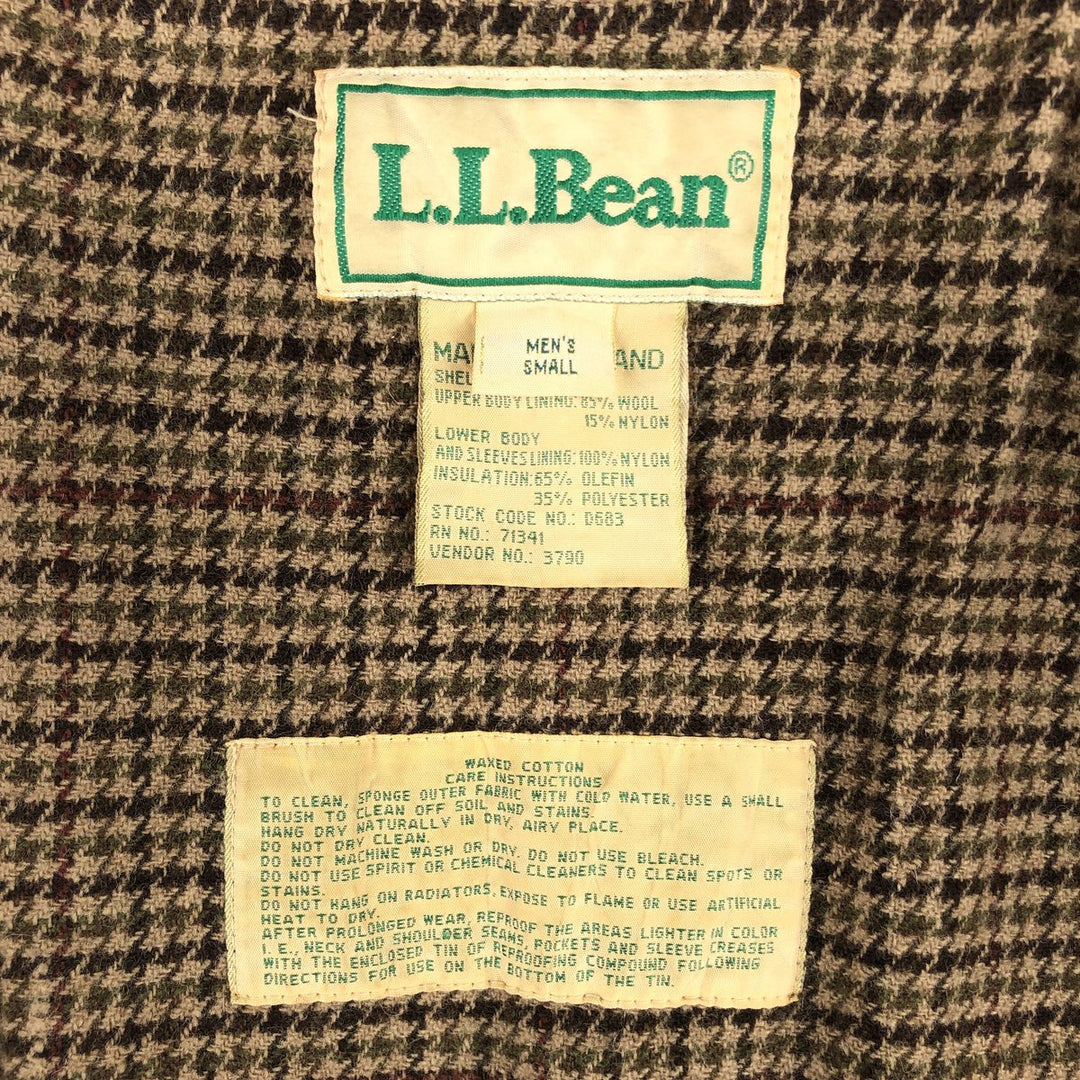 L.L.Bean®
MEN'S
SMALL
MA AND
SHEL
UPPER BODY LINING: 85% WOOL
15% NYLON
LOWER BODY
AND SLEEVES LINING: 100% NYLON
INSULATION: 65% OLEFIN
35% POLYESTER
STOCK CODE NO.: D683
RN NO.: 71341
VENDOR NO.: 3790
WAXED COTTON
CARE INSTRUCTIONS
TO CLEAN, SPONGE OUTER FABRIC WITH COLD WATER, USE A SMALL
BRUSH TO CLEAN OFF SOIL AND STAINS.
HANG DRY NATURALLY IN DRY, AIRY PLACE.
DO NOT DRY CLEAN.
DO NOT MACHINE WASH OR DRY. DO NOT USE BLEACH.
DO NOT USE SPIRIT OR CHEMICAL CLEANERS TO CLEAN SPOTS OR
STAINS.
DO NOT HANG ON RADIATORS, EXPOSE TO FLAME OR USE ARTIFICIAL
HEAT TO DRY.
AFTER PROLONGED WEAR, REPROOF THE AREAS LIGHTER IN COLOR
I.E., NECK AND SHOULDER SEAMS, POCKETS AND SLEEVE CREASES
WITH THE ENCLOSED TIN OF REPROOFING COMPOUND FOLLOWING
DIRECTIONS FOR USE ON THE BOTTOM OF THE TIN.